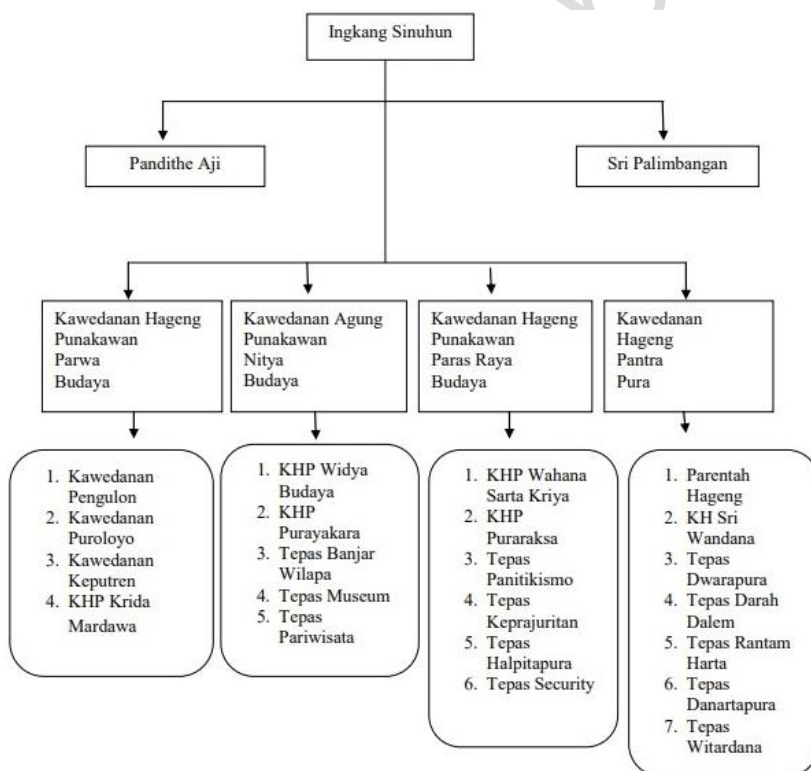 Ingkang Sinuhun
Pandithe Aji
Sri Palimbangan
Kawedanan Hageng
Punakawan
Parwa
Budaya
Kawedanan Agung
Punakawan
Nitya
Budaya
Kawedanan Hageng
Punakawan
Paras Raya
Budaya
Kawedanan
Hageng
Pantra
Pura
1. Kawedanan
Pengulon
2. Kawedanan
Puroloyo
3. Kawedanan
Keputren
4. KHP Krida
Mardawa
1. KHP Widya
Budaya
2. KHP
Purayakara
3. Tepas Banjar
Wilapa
4. Tepas Museum
5. Tepas
Pariwisata
1. KHP Wahana
Sarta Kriya
2. KHP
Puraraksa
3. Tepas
Panitikismo
4. Tepas
Keprajuritan
5. Tepas
Halpitapura
6. Tepas Security
1. Parentah
Hageng
2. KH Sri
Wandana
3. Tepas
Dwarapura
4. Tepas Darah
Dalem
5. Tepas Rantam
Harta
6. Tepas
Danartapura
7. Tepas
Witardana